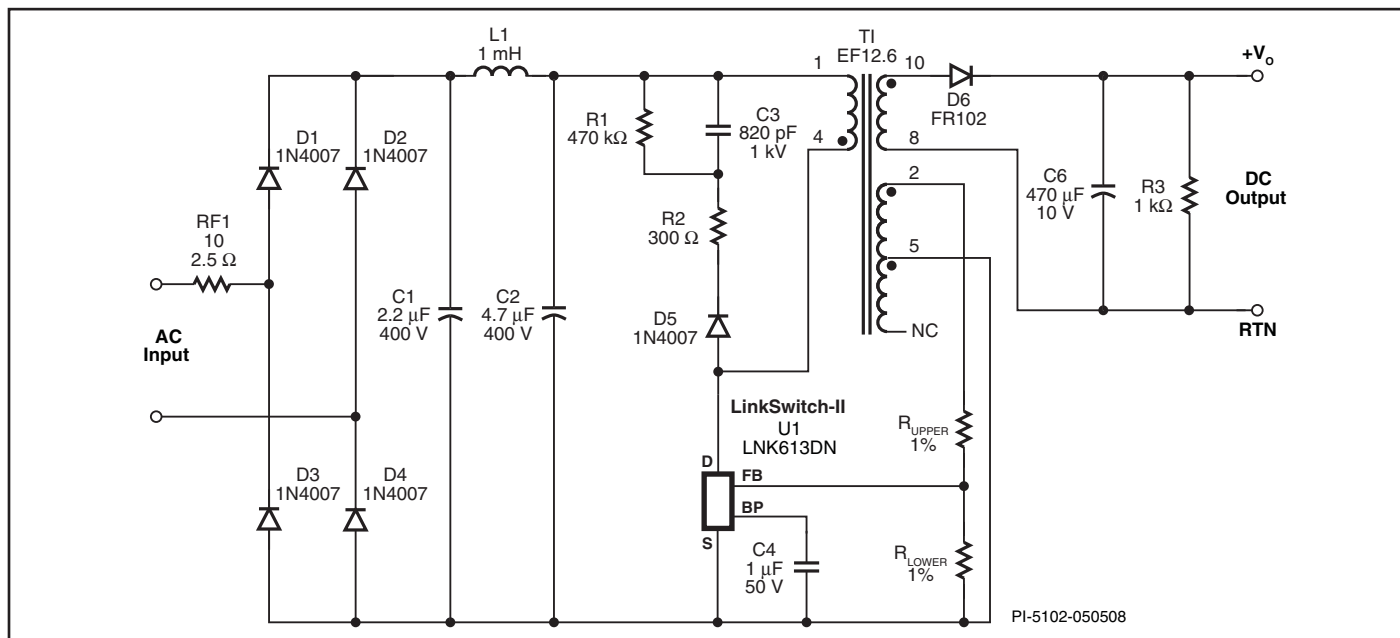 L1
1 mH
TI
EF12.6
1
10
+Vo
D6
FR102
R1
470 kΩ
C3
820 pF
1 kV
4
8
D1
1N4007
D2
1N4007
2
C6
470 µF
10 V
R3
1 kΩ
DC
Output
RF1
10
2.5 Ω
R2
300 Ω
5
C1
2.2 µF
400 V
C2
4.7 µF
400 V
D5
1N4007
NC
RTN
AC
Input
LinkSwitch-II
U1
LNK613DN
RUPPER
1%
D
FB
BP
S
D3
1N4007
D4
1N4007
C4
1 µF
50 V
RLOWER
1%
PI-5102-050508